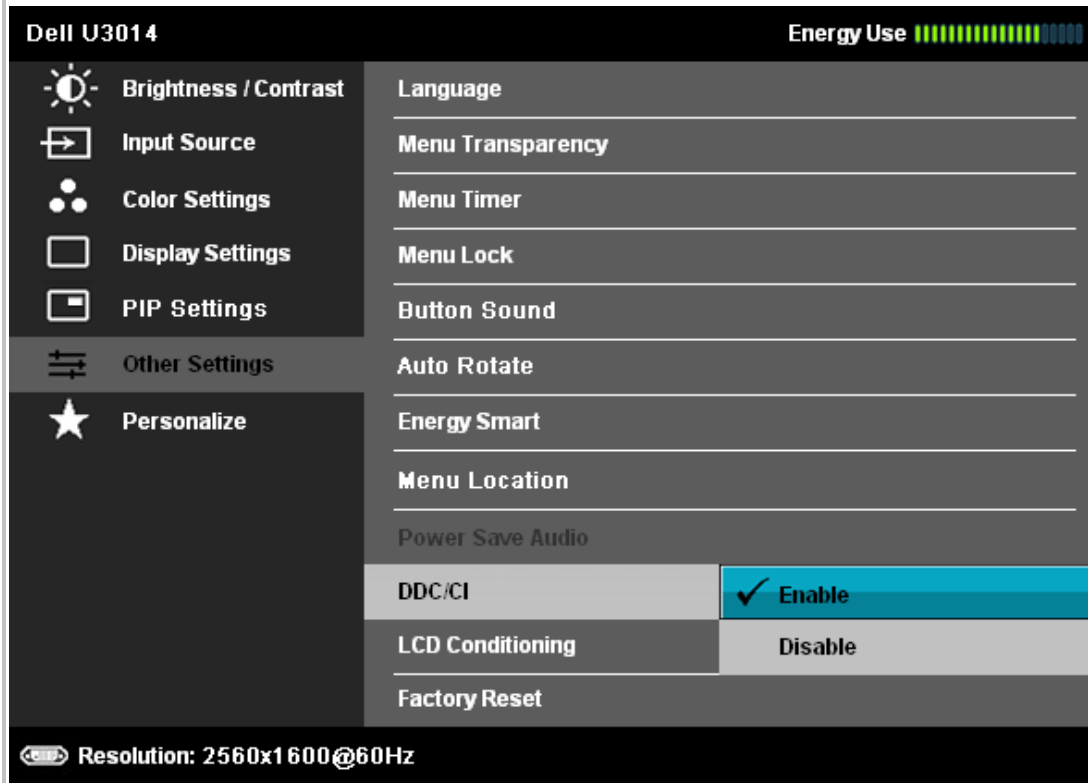 Dell U3014
Energy Use
Brightness / Contrast
Input Source
Color Settings
Display Settings
PIP Settings
Other Settings
Personalize
Language
Menu Transparency
Menu Timer
Menu Lock
Button Sound
Auto Rotate
Energy Smart
Menu Location
Power Save Audio
DDC/CI
Enable
Disable
LCD Conditioning
Factory Reset
Resolution: 2560x1600@60Hz